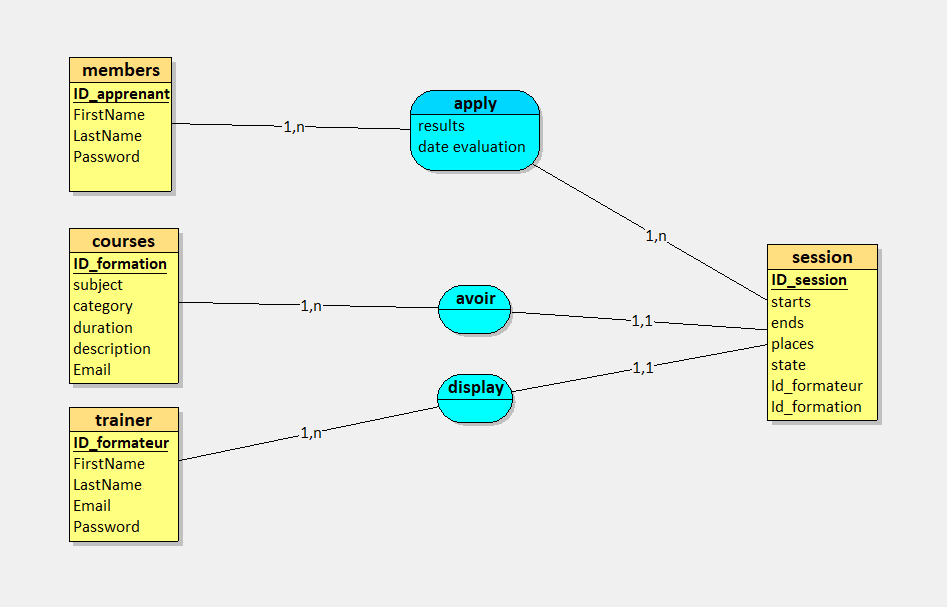 members
ID_apprenant
FirstName
LastName
Password
1,n
apply
results
date evaluation
1,n
courses
ID_formation
subject
category
duration
description
Email
1,n
avoir
1,1
session
ID_session
starts
ends
places
state
Id_formateur
Id_formation
trainer
ID_formateur
FirstName
LastName
Email
Password
1,n
display
1,1